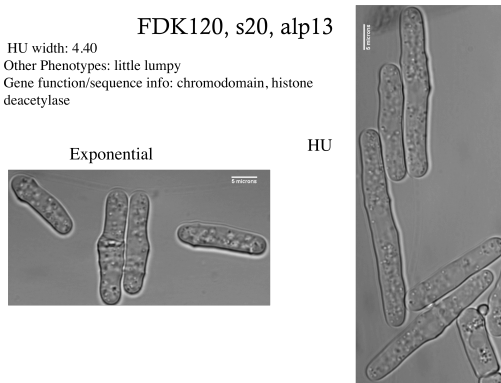 FDK120, s20, alp13
HU width: 4.40
Other Phenotypes: little lumpy
Gene function/sequence info: chromodomain, histone
deacetylase
Exponential
HU
5 microns
5 microns